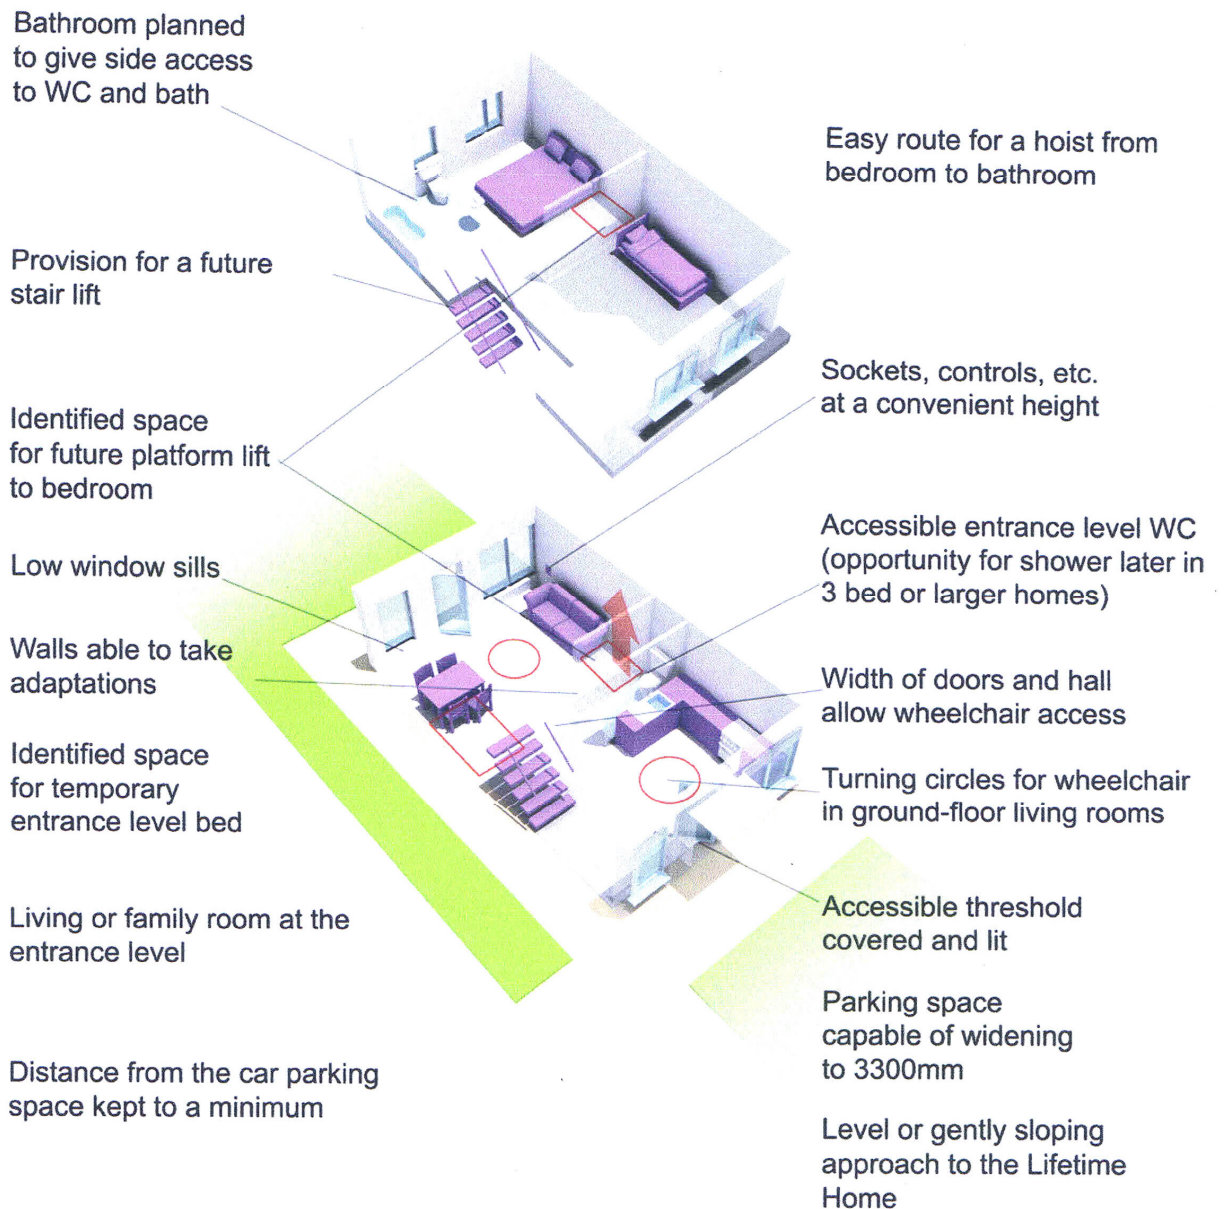 Bathroom planned
to give side access
to WC and bath
Provision for a future
stair lift
Identified space
for future platform lift
to bedroom
Low window sills
Walls able to take
adaptations
Identified space
for temporary
entrance level bed
Living or family room at the
entrance level
Distance from the car parking
space kept to a minimum
Easy route for a hoist from
bedroom to bathroom
Sockets, controls, etc.
at a convenient height
Accessible entrance level WC
(opportunity for shower later in
3 bed or larger homes)
Width of doors and hall
allow wheelchair access
Turning circles for wheelchair
in ground-floor living rooms
Accessible threshold
covered and lit
Parking space
capable of widening
to 3300mm
Level or gently sloping
approach to the Lifetime
Home